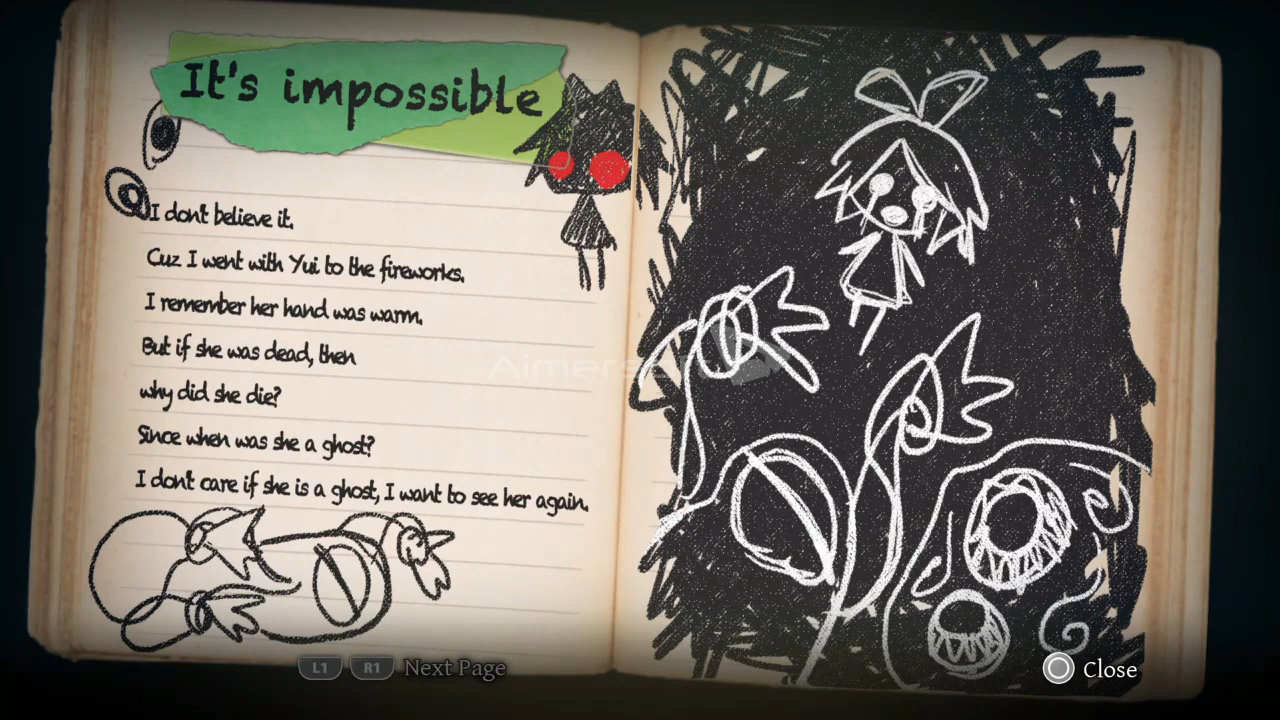 It's impossible
I don't believe it.
Cuz I went with Yui to the fireworks.
I remember her hand was warm.
But if she was dead, then
why did she die?
Since when was she a ghost?
I don't care if she is a ghost, I want to see her again.
L1 R1 Next Page
Close